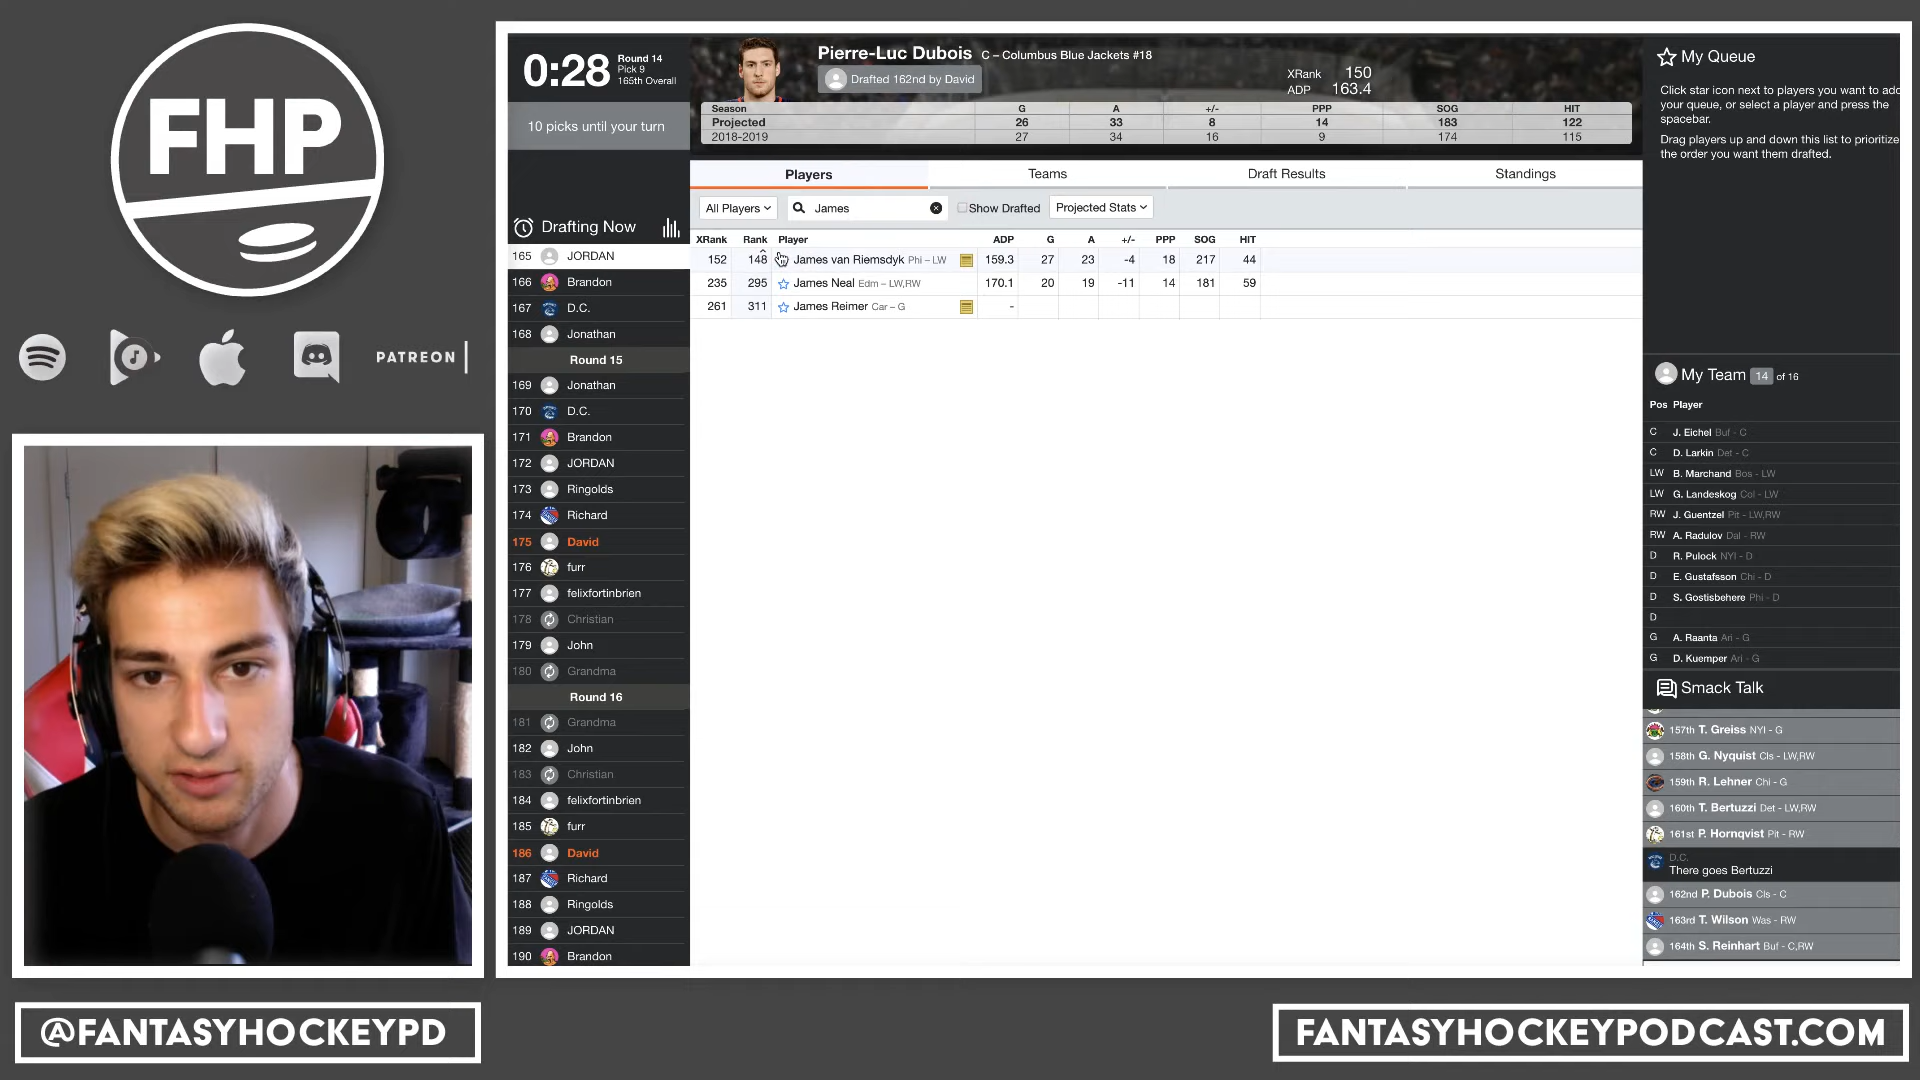 FHP
PATREON
0:28
Round 14
Pick 9
165th Overall
10 picks until your turn
Drafting Now
165 JORDAN
166 Brandon
167 D.C.
168 Jonathan
Round 15
169 Jonathan
170 D.C.
171 Brandon
172 JORDAN
173 Ringolds
174 Richard
175 David
176 furr
177 felixfortinbrien
178 Christian
179 John
180 Grandma
Round 16
181 Grandma
182 John
183 Christian
184 felixfortinbrien
185 furr
186 David
187 Richard
188 Ringolds
189 JORDAN
190 Brandon
Pierre-Luc Dubois C – Columbus Blue Jackets #18
Drafted 162nd by David
XRank 150
ADP 163.4
Season G A +/- PPP SOG HIT
Projected 26 33 8 14 183 122
2018-2019 27 34 16 9 174 115
Players Teams Draft Results Standings
All Players James Show Drafted Projected Stats
XRank Rank Player ADP G A +/- PPP SOG HIT
152 148 James van Riemsdyk Phi – LW 159.3 27 23 -4 18 217 44
235 295 James Neal Edm – LW,RW 170.1 20 19 -11 14 181 59
261 311 James Reimer Car – G -
My Queue
Click star icon next to players you want to add
your queue, or select a player and press the
spacebar.
Drag players up and down this list to prioritize
the order you want them drafted.
My Team 14 of 16
Pos Player
C J. Eichel Buf - C
C D. Larkin Det - C
LW B. Marchand Bos - LW
LW G. Landeskog Col - LW
RW J. Guentzel Pit - LW,RW
RW A. Radulov Dal - RW
D R. Pulock NYI - D
D E. Gustafsson Chi - D
D S. Gostisbehere Phi - D
D
G A. Raanta Ari - G
G D. Kuemper Ari - G
Smack Talk
157th T. Greiss NYI - G
158th G. Nyquist Cls - LW,RW
159th R. Lehner Chi - G
160th T. Bertuzzi Det - LW,RW
161st P. Hornqvist Pit - RW
D.C.
There goes Bertuzzi
162nd P. Dubois Cls - C
163rd T. Wilson Was - RW
164th S. Reinhart Buf - C,RW
@FANTASYHOCKEYPD
FANTASYHOCKEYPODCAST.COM